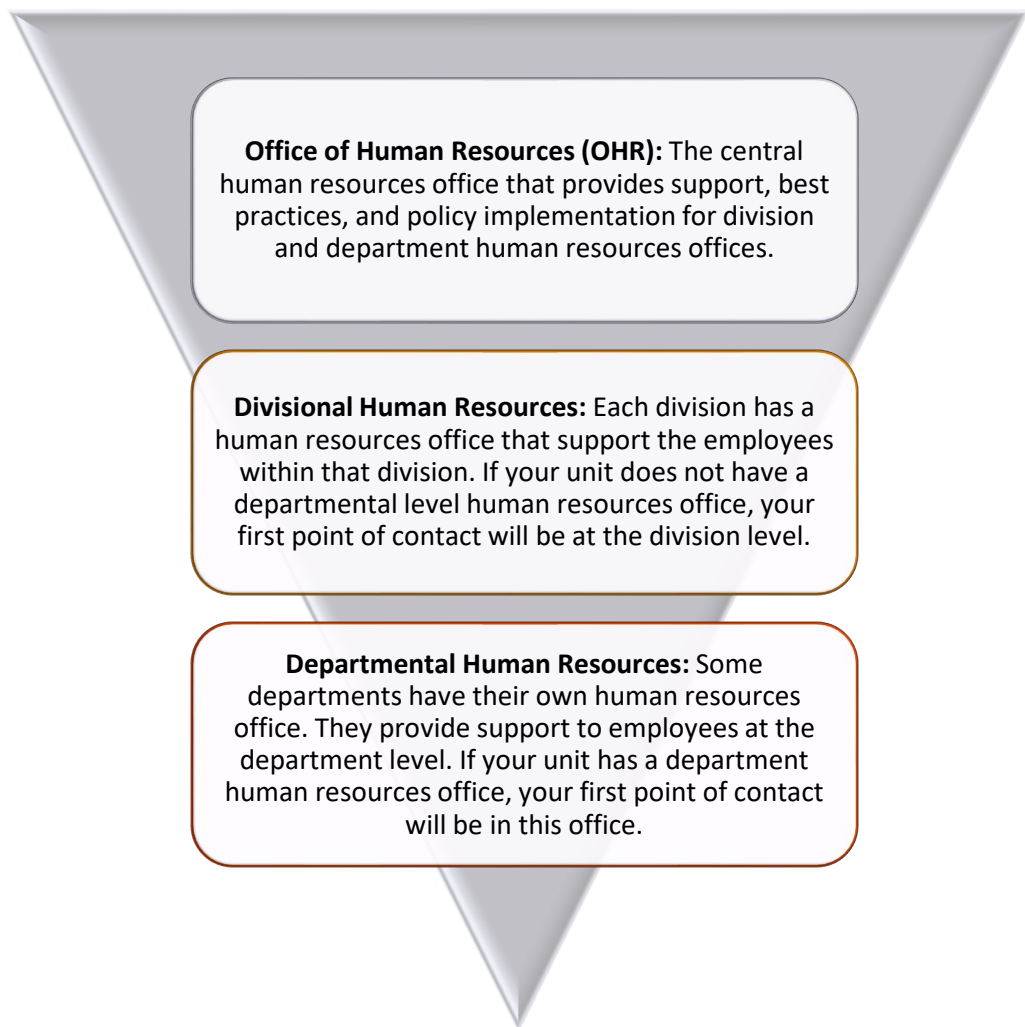 Office of Human Resources (OHR): The central
human resources office that provides support, best
practices, and policy implementation for division
and department human resources offices.
Divisional Human Resources: Each division has a
human resources office that support the employees
within that division. If your unit does not have a
departmental level human resources office, your
first point of contact will be at the division level.
Departmental Human Resources: Some
departments have their own human resources
office. They provide support to employees at the
department level. If your unit has a department
human resources office, your first point of contact
will be in this office.